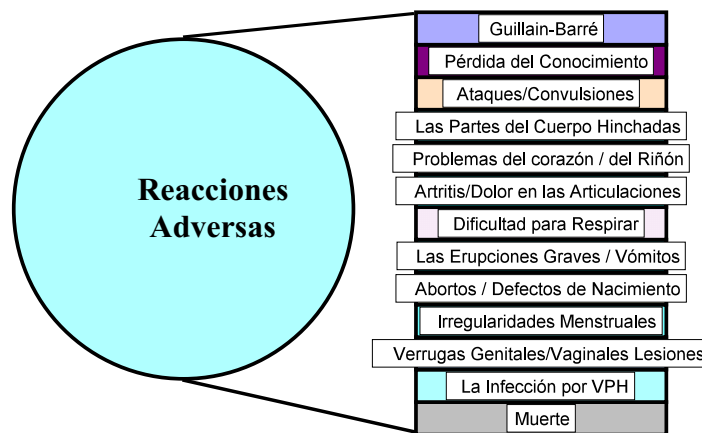 Reacciones
Adversas
Guillain-Barré
Pérdida del Conocimiento
Ataques/Convulsiones
Las Partes del Cuerpo Hinchadas
Problemas del corazón / del Riñón
Artritis/Dolor en las Articulaciones
Dificultad para Respirar
Las Erupciones Graves / Vómitos
Abortos / Defectos de Nacimiento
Irregularidades Menstruales
Verrugas Genitales/Vaginales Lesiones
La Infección por VPH
Muerte